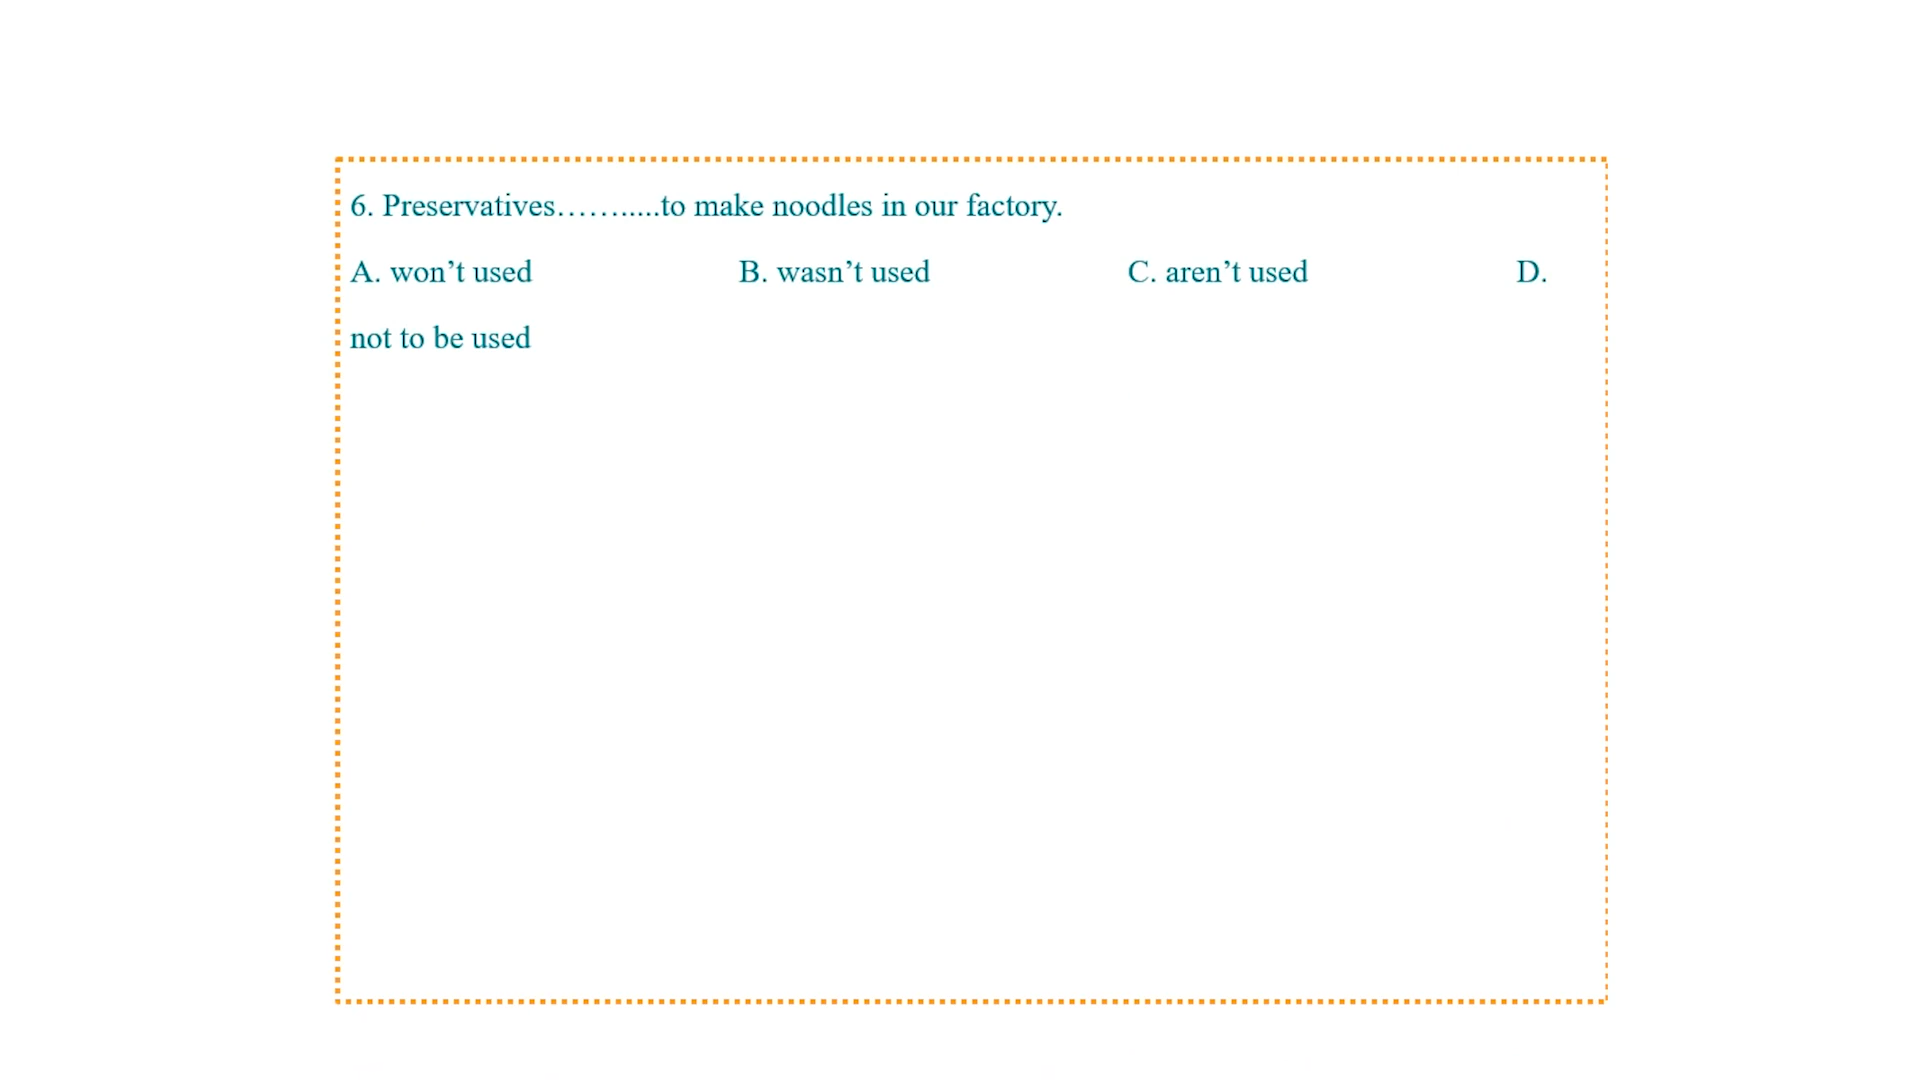 6. Preservatives……....to make noodles in our factory.
A. won’t used B. wasn’t used C. aren’t used D.
not to be used